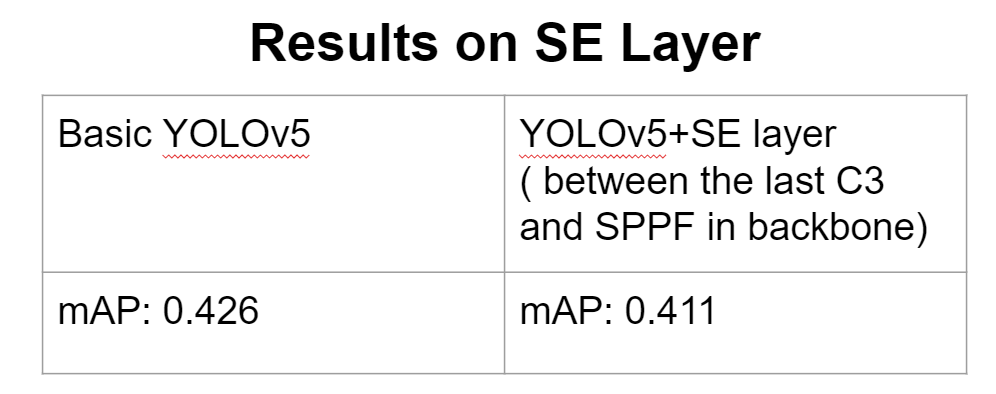 Results on SE Layer
Basic YOLOv5
YOLOv5+SE layer
( between the last C3
and SPPF in backbone)
mAP: 0.426
mAP: 0.411